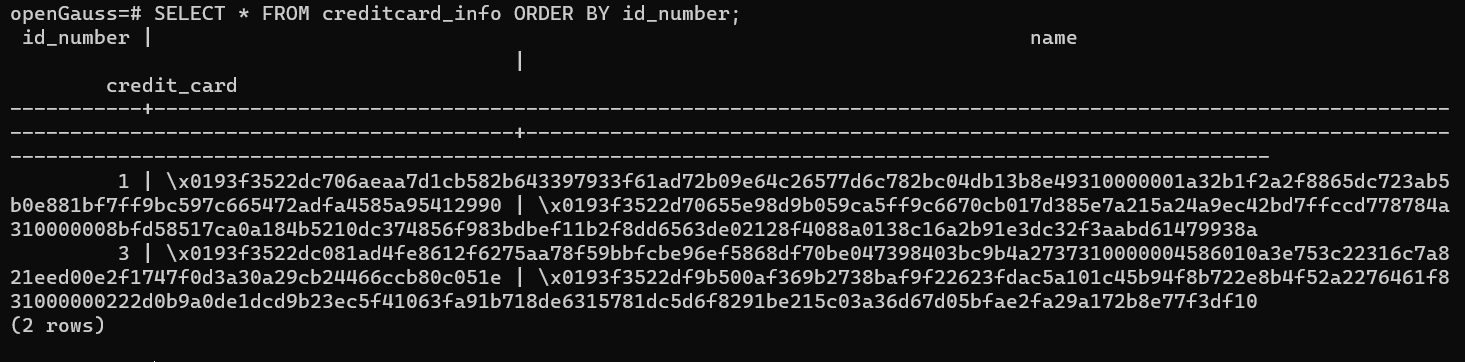 openGauss=# SELECT * FROM creditcard_info ORDER BY id_number;
 id_number |                                                                         name
                                          |
        credit_card
-----------+------------------------------------------------------------------------------------------------------------
------------------------------------------+-----------------------------------------------------------------------------
---------------------------------------------------------------------------------------------------------
         1 | \x0193f3522dc706aeaa7d1cb582b643397933f61ad72b09e64c26577d6c782bc04db13b8e49310000001a32b1f2a2f8865dc723ab5
b0e881bf7ff9bc597c665472adfa4585a95412990 | \x0193f3522d70655e98d9b059ca5ff9c6670cb017d385e7a215a24a9ec42bd7ffccd778784a
310000008bfd58517ca0a184b5210dc374856f983bdbef11b2f8dd6563de02128f4088a0138c16a2b91e3dc32f3aabd61479938a
         3 | \x0193f3522dc081ad4fe8612f6275aa78f59bbfcbe96ef5868df70be047398403bc9b4a2737310000004586010a3e753c22316c7a8
21eed00e2f1747f0d3a30a29cb24466ccb80c051e | \x0193f3522df9b500af369b2738baf9f22623fdac5a101c45b94f8b722e8b4f52a2276461f8
31000000222d0b9a0de1dcd9b23ec5f41063fa91b718de6315781dc5d6f8291be215c03a36d67d05bfae2fa29a172b8e77f3df10
(2 rows)